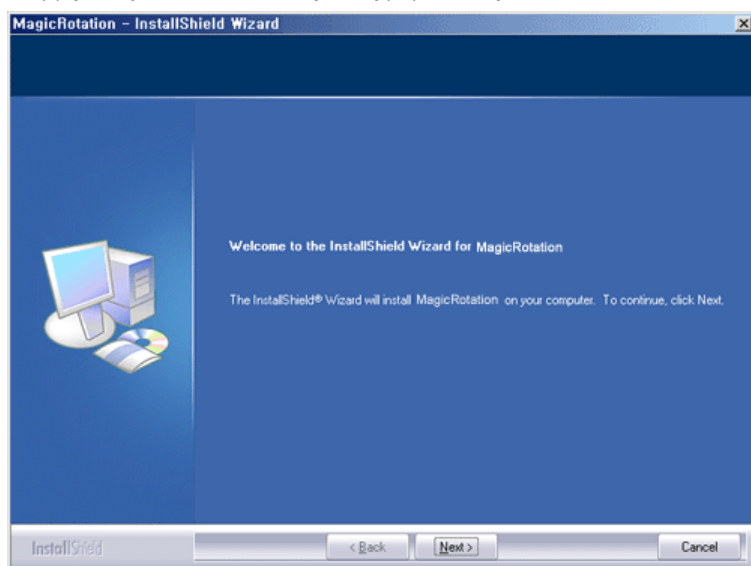 MagicRotation - InstallShield Wizard
Welcome to the InstallShield Wizard for MagicRotation
The InstallShield® Wizard will install MagicRotation on your computer. To continue, click Next.
InstallShield
< Back
Next >
Cancel